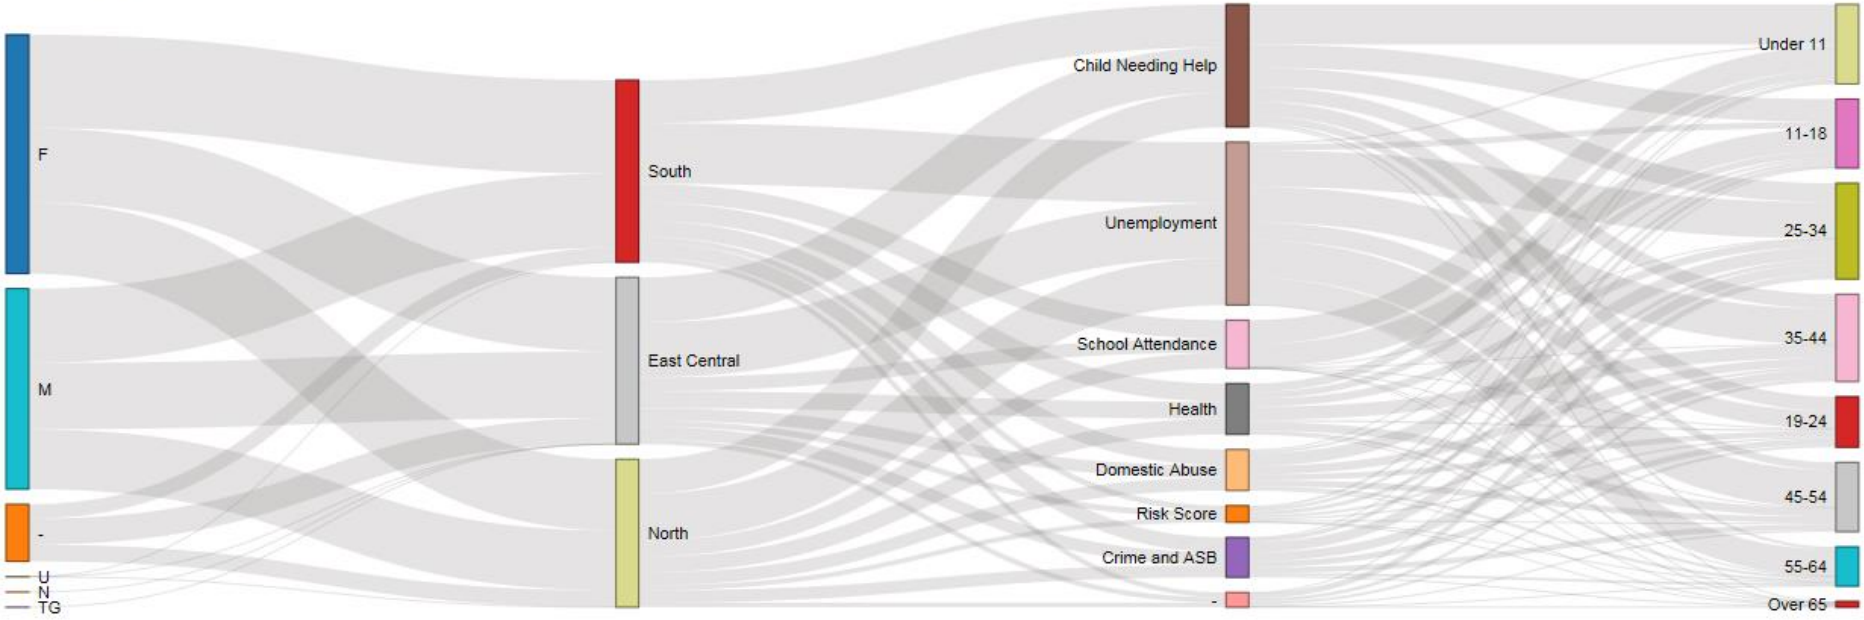 F
M
-
U
N
TG
South
East Central
North
Child Needing Help
Unemployment
School Attendance
Health
Domestic Abuse
Risk Score
Crime and ASB
-
Under 11
11-18
25-34
35-44
19-24
45-54
55-64
Over 65